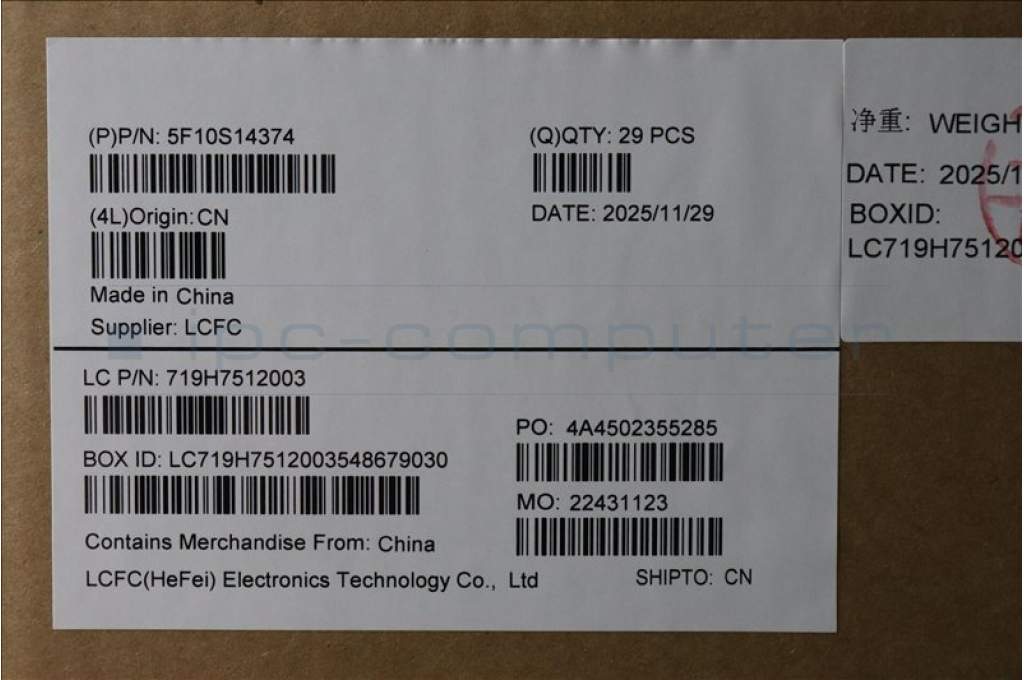 (P)P/N: 5F10S14374
(Q)QTY: 29 PCS
(4L)Origin: CN
DATE: 2025/11/29
Made in China
Supplier: LCFC
LC P/N: 719H7512003
PO: 4A4502355285
BOX ID: LC719H7512003548679030
MO: 22431123
Contains Merchandise From: China
LCFC(HeFei) Electronics Technology Co., Ltd
SHIPTO: CN
净重: WEIGH
DATE: 2025/1
BOXID:
LC719H75120
ipc-computer